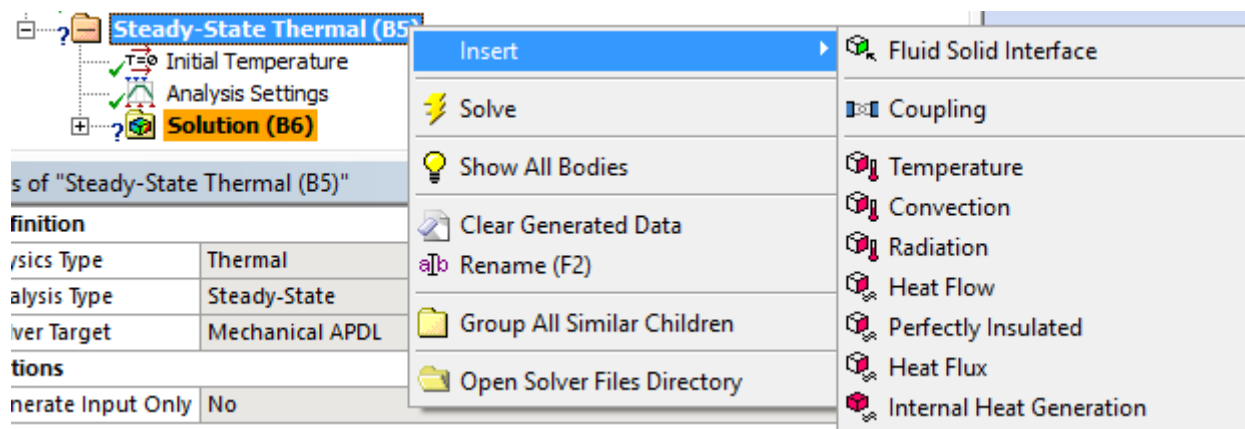 Steady-State Thermal (B5)
T=0 Initial Temperature
Analysis Settings
Solution (B6)
s of "Steady-State Thermal (B5)"
finition
ysics Type Thermal
alysis Type Steady-State
lver Target Mechanical APDL
tions
nerate Input Only No
Insert
Solve
Show All Bodies
Clear Generated Data
a]b Rename (F2)
Group All Similar Children
Open Solver Files Directory
Fluid Solid Interface
Coupling
Temperature
Convection
Radiation
Heat Flow
Perfectly Insulated
Heat Flux
Internal Heat Generation